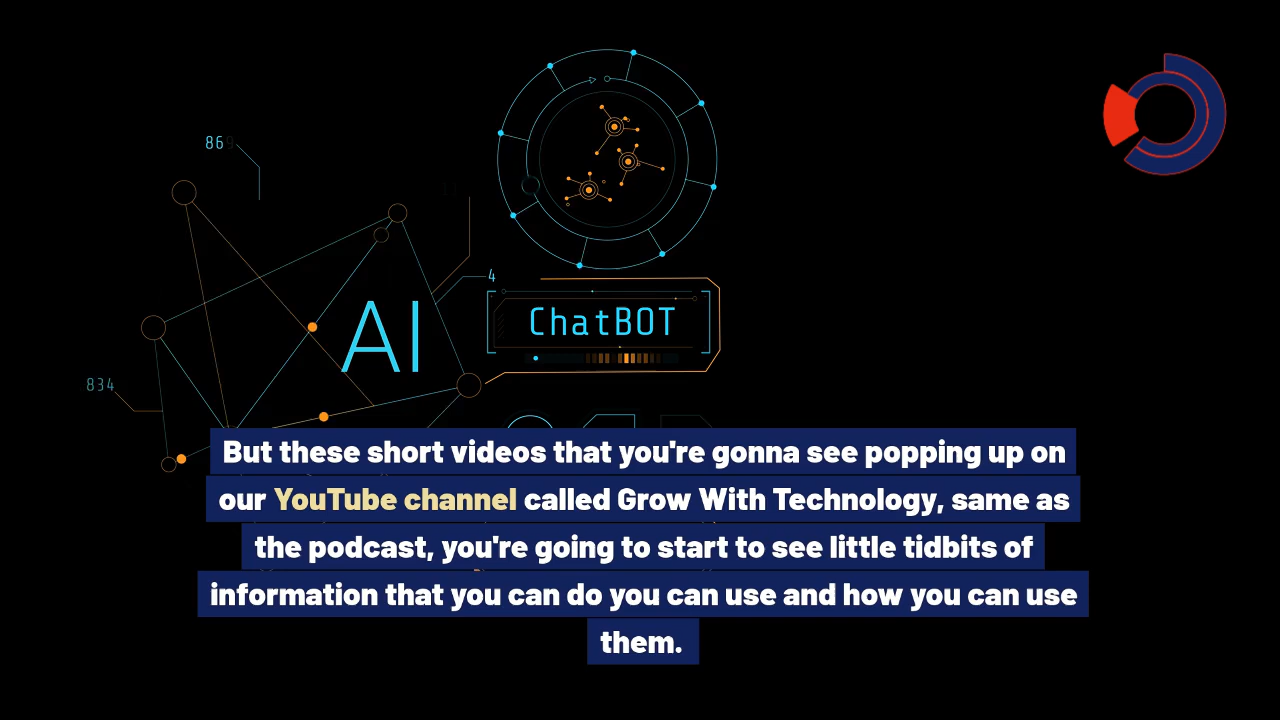 869
4
AI
ChatBOT
834
But these short videos that you're gonna see popping up on
our YouTube channel called Grow With Technology, same as
the podcast, you're going to start to see little tidbits of
information that you can do you can use and how you can use
them.